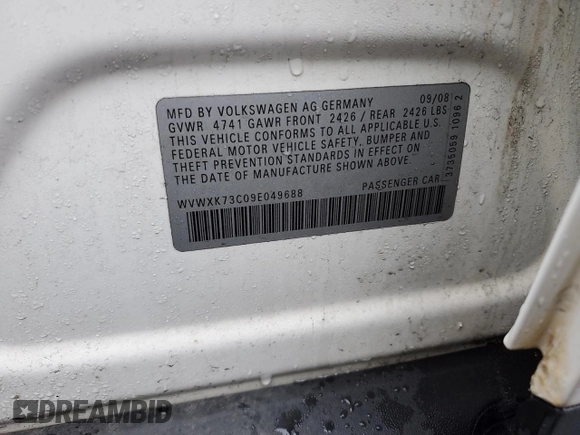 MFD BY VOLKSWAGEN AG GERMANY 09/08
GVWR 4741 GAWR FRONT 2426 / REAR 2426 LBS
THIS VEHICLE CONFORMS TO ALL APPLICABLE U.S.
FEDERAL MOTOR VEHICLE SAFETY, BUMPER AND
THEFT PREVENTION STANDARDS IN EFFECT ON
THE DATE OF MANUFACTURE SHOWN ABOVE.
WVWXK73C09E049688 PASSENGER CAR
3735059 1096 2
DREAMBID